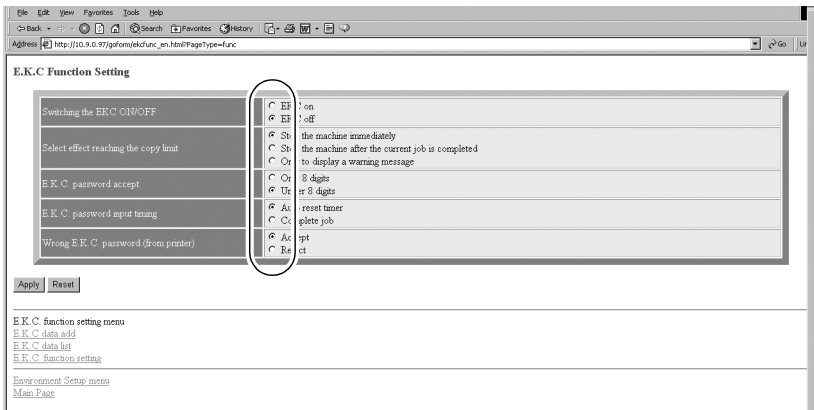 File Edit View Favorites Tools Help
Back Search Favorites History
Address http://10.9.0.97/goform/ekcfunc_en.html?PageType=func Go
E.K.C Function Setting
Switching the EKC ON/OFF
on
off
Select effect reaching the copy limit
the machine immediately
the machine after the current job is completed
to display a warning message
E.K.C. password accept
8 digits
8 digits
E.K.C. password input timing
reset timer
Wrong E.K.C. password (from printer)
Apply Reset
E.K.C. function setting menu
E.K.C data add
E.K.C data list
E.K.C. function setting
Environment Setup menu
Main Page